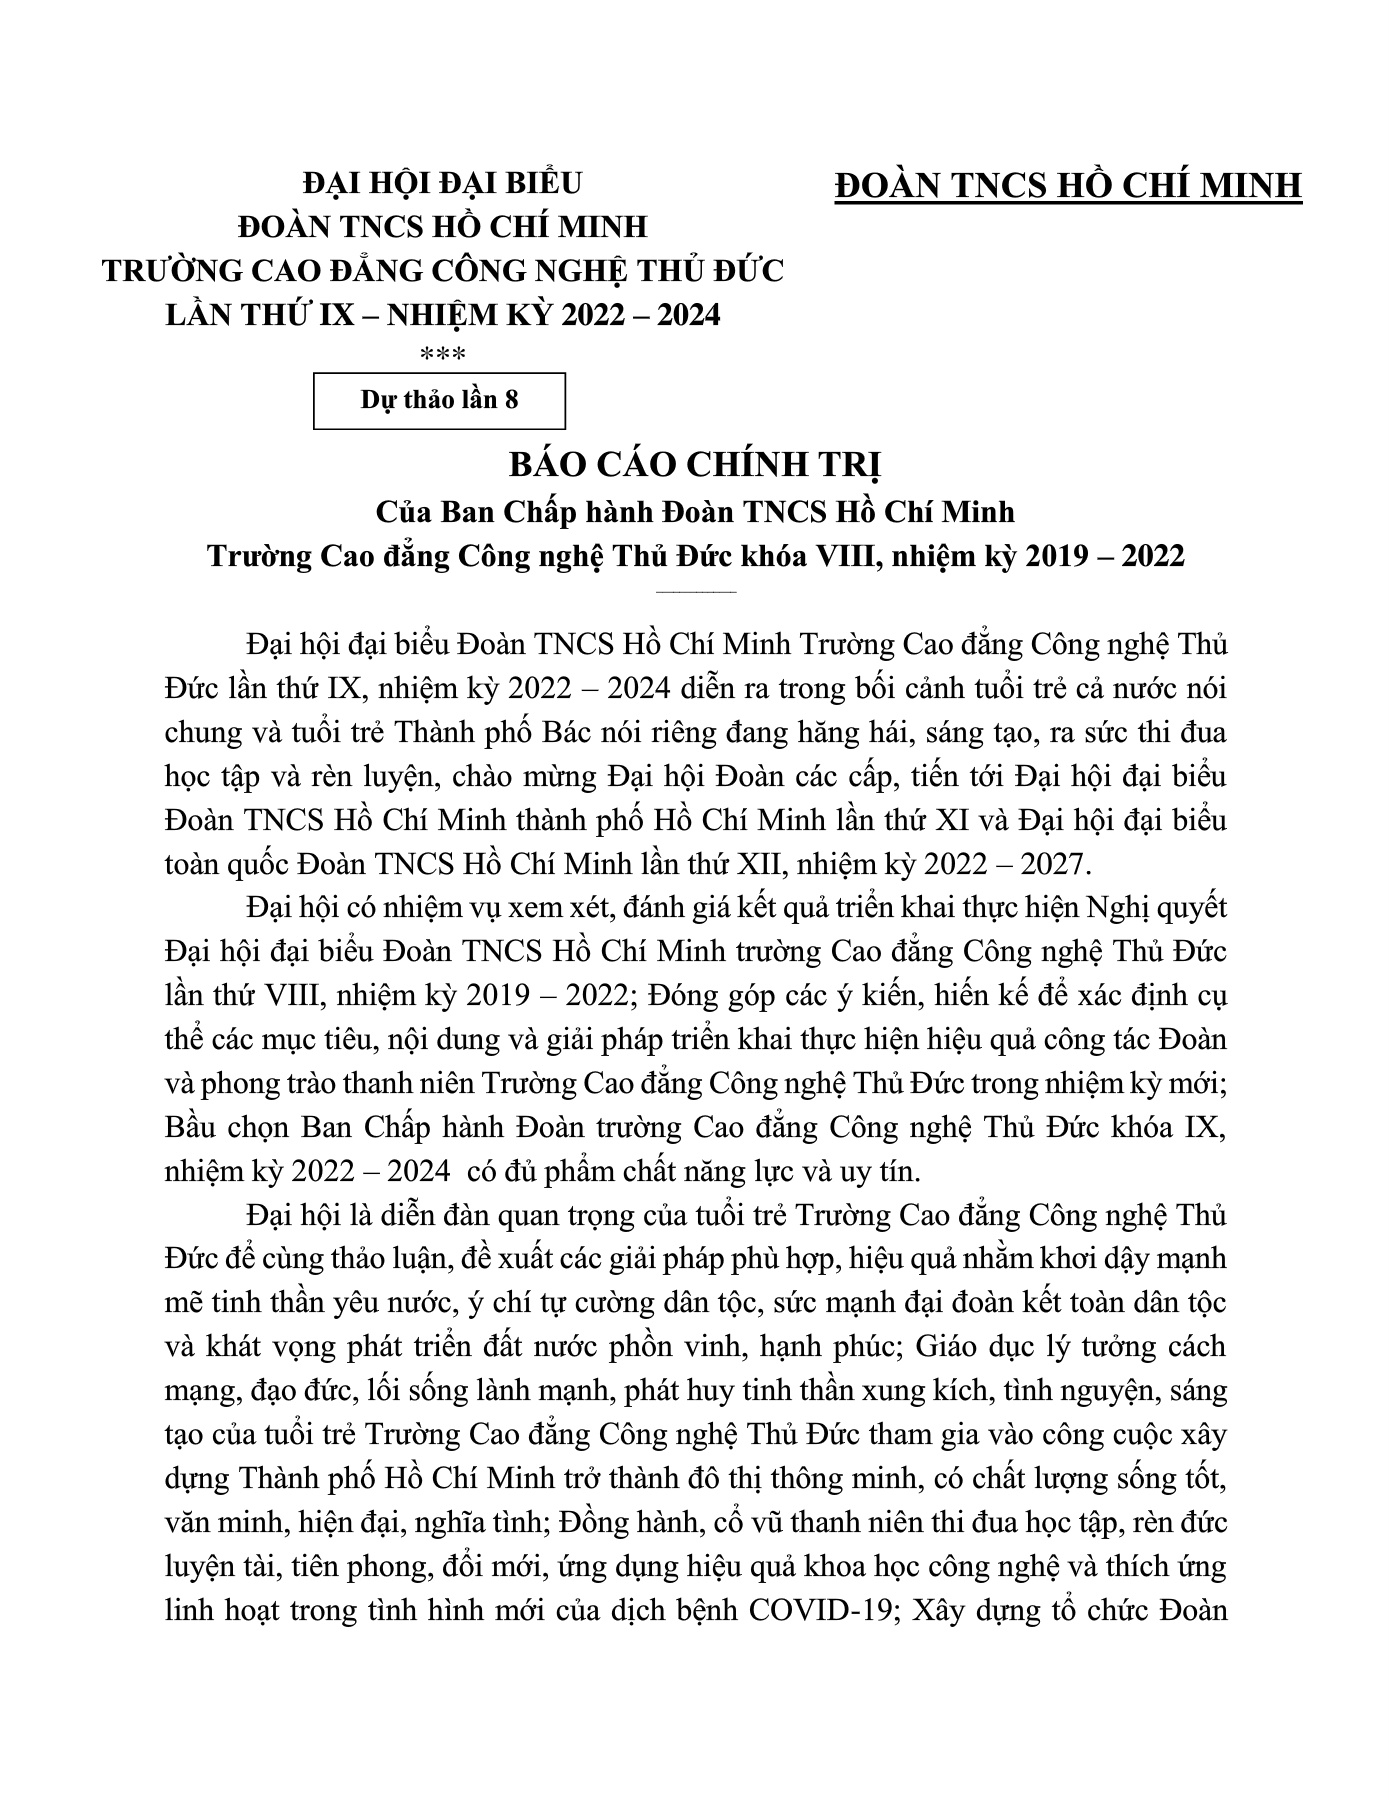 ĐẠI HỘI ĐẠI BIỂU
ĐOÀN TNCS HỒ CHÍ MINH
TRƯỜNG CAO ĐẲNG CÔNG NGHỆ THỦ ĐỨC
LẦN THỨ IX – NHIỆM KỲ 2022 – 2024
***
Dự thảo lần 8
ĐOÀN TNCS HỒ CHÍ MINH
BÁO CÁO CHÍNH TRỊ
Của Ban Chấp hành Đoàn TNCS Hồ Chí Minh
Trường Cao đẳng Công nghệ Thủ Đức khóa VIII, nhiệm kỳ 2019 – 2022
Đại hội đại biểu Đoàn TNCS Hồ Chí Minh Trường Cao đẳng Công nghệ Thủ
Đức lần thứ IX, nhiệm kỳ 2022 – 2024 diễn ra trong bối cảnh tuổi trẻ cả nước nói
chung và tuổi trẻ Thành phố Bác nói riêng đang hăng hái, sáng tạo, ra sức thi đua
học tập và rèn luyện, chào mừng Đại hội Đoàn các cấp, tiến tới Đại hội đại biểu
Đoàn TNCS Hồ Chí Minh thành phố Hồ Chí Minh lần thứ XI và Đại hội đại biểu
toàn quốc Đoàn TNCS Hồ Chí Minh lần thứ XII, nhiệm kỳ 2022 – 2027.
Đại hội có nhiệm vụ xem xét, đánh giá kết quả triển khai thực hiện Nghị quyết
Đại hội đại biểu Đoàn TNCS Hồ Chí Minh trường Cao đẳng Công nghệ Thủ Đức
lần thứ VIII, nhiệm kỳ 2019 – 2022; Đóng góp các ý kiến, hiến kế để xác định cụ
thể các mục tiêu, nội dung và giải pháp triển khai thực hiện hiệu quả công tác Đoàn
và phong trào thanh niên Trường Cao đẳng Công nghệ Thủ Đức trong nhiệm kỳ mới;
Bầu chọn Ban Chấp hành Đoàn trường Cao đẳng Công nghệ Thủ Đức khóa IX,
nhiệm kỳ 2022 – 2024 có đủ phẩm chất năng lực và uy tín.
Đại hội là diễn đàn quan trọng của tuổi trẻ Trường Cao đẳng Công nghệ Thủ
Đức để cùng thảo luận, đề xuất các giải pháp phù hợp, hiệu quả nhằm khơi dậy mạnh
mẽ tinh thần yêu nước, ý chí tự cường dân tộc, sức mạnh đại đoàn kết toàn dân tộc
và khát vọng phát triển đất nước phồn vinh, hạnh phúc; Giáo dục lý tưởng cách
mạng, đạo đức, lối sống lành mạnh, phát huy tinh thần xung kích, tình nguyện, sáng
tạo của tuổi trẻ Trường Cao đẳng Công nghệ Thủ Đức tham gia vào công cuộc xây
dựng Thành phố Hồ Chí Minh trở thành đô thị thông minh, có chất lượng sống tốt,
văn minh, hiện đại, nghĩa tình; Đồng hành, cổ vũ thanh niên thi đua học tập, rèn đức
luyện tài, tiên phong, đổi mới, ứng dụng hiệu quả khoa học công nghệ và thích ứng
linh hoạt trong tình hình mới của dịch bệnh COVID-19; Xây dựng tổ chức Đoàn